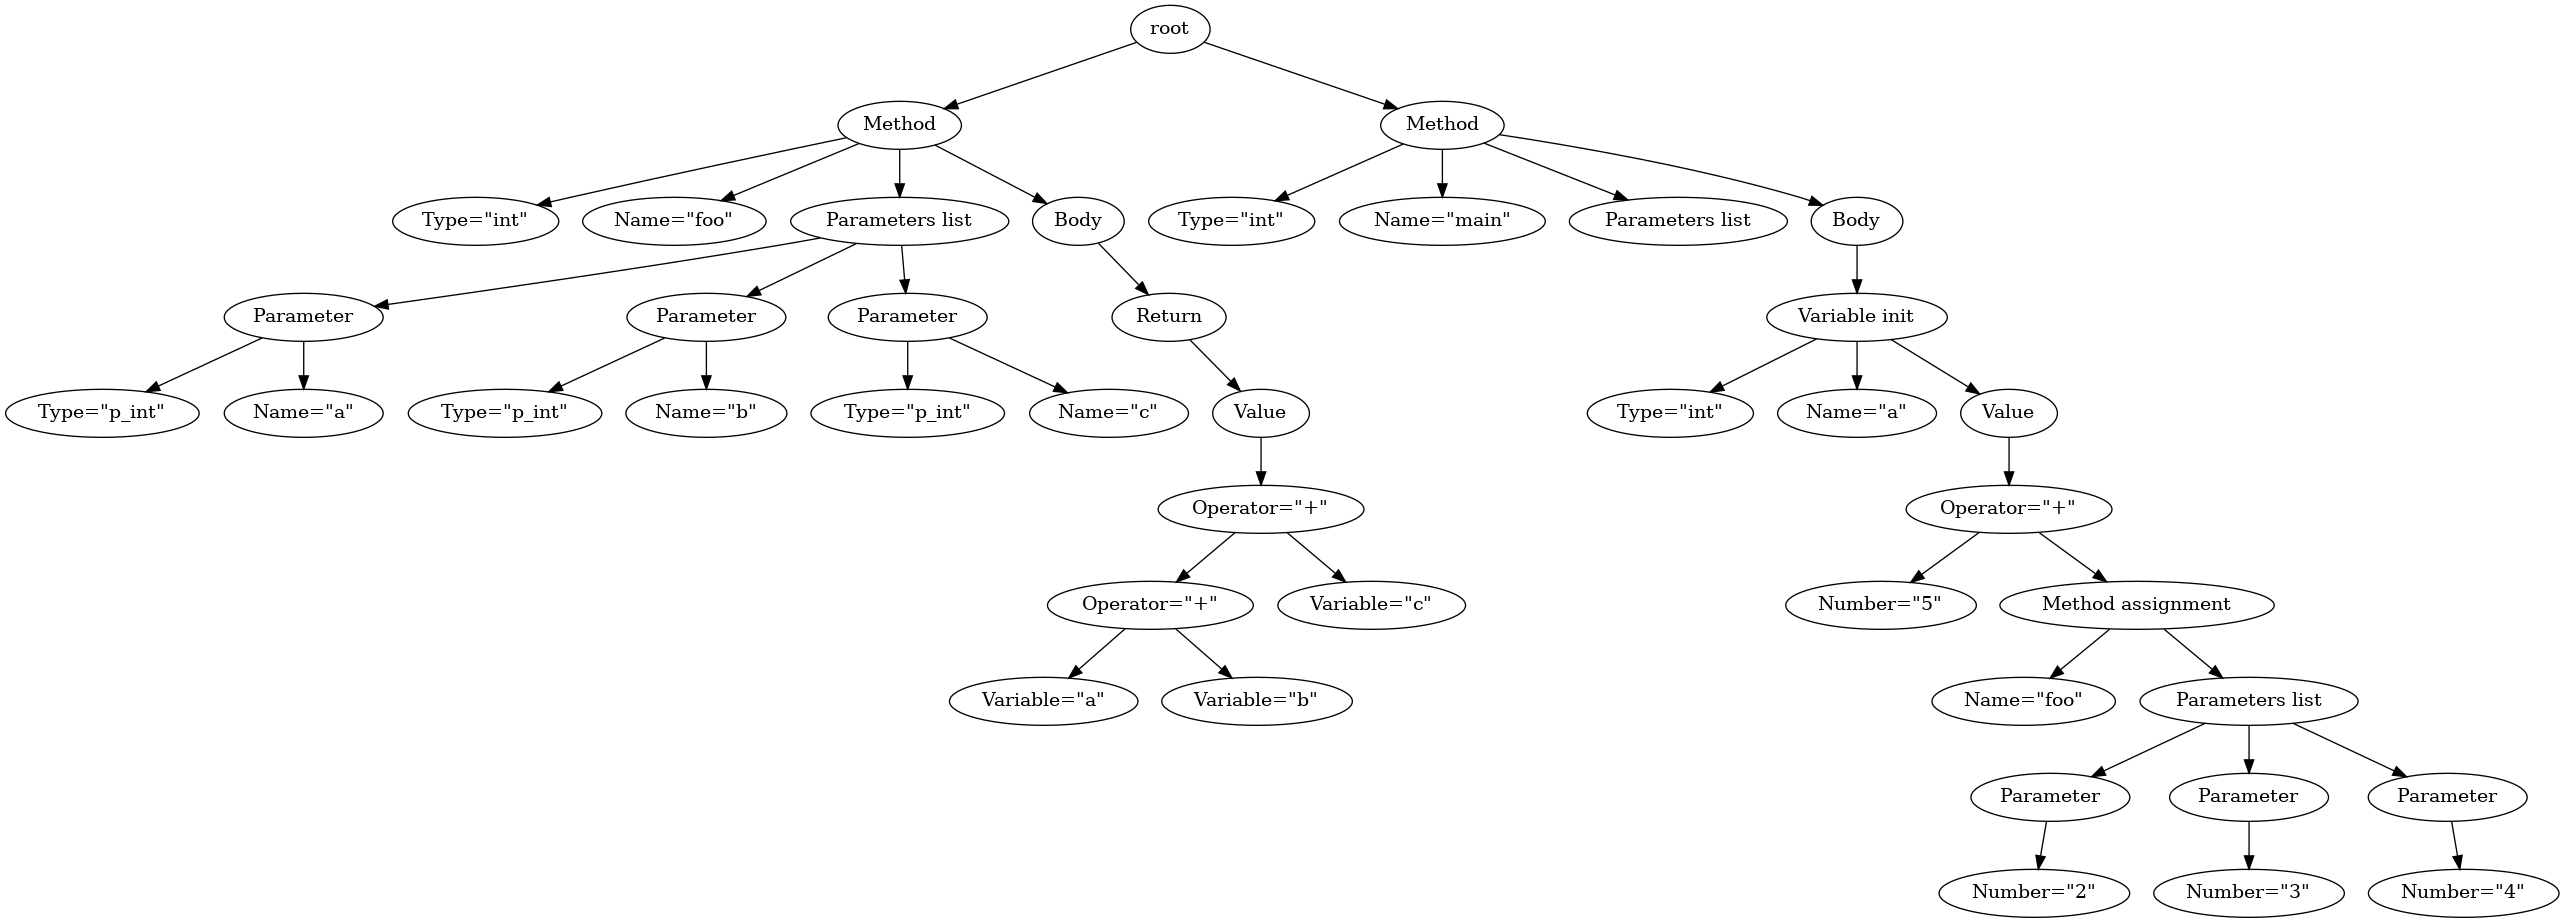 root
Method
Method
Type="int"
Name="foo"
Parameters list
Body
Type="int"
Name="main"
Parameters list
Body
Parameter
Parameter
Parameter
Return
Variable init
Type="p_int"
Name="a"
Type="p_int"
Name="b"
Type="p_int"
Name="c"
Value
Type="int"
Name="a"
Value
Operator="+"
Operator="+"
Operator="+"
Variable="c"
Number="5"
Method assignment
Variable="a"
Variable="b"
Name="foo"
Parameters list
Parameter
Parameter
Parameter
Number="2"
Number="3"
Number="4"